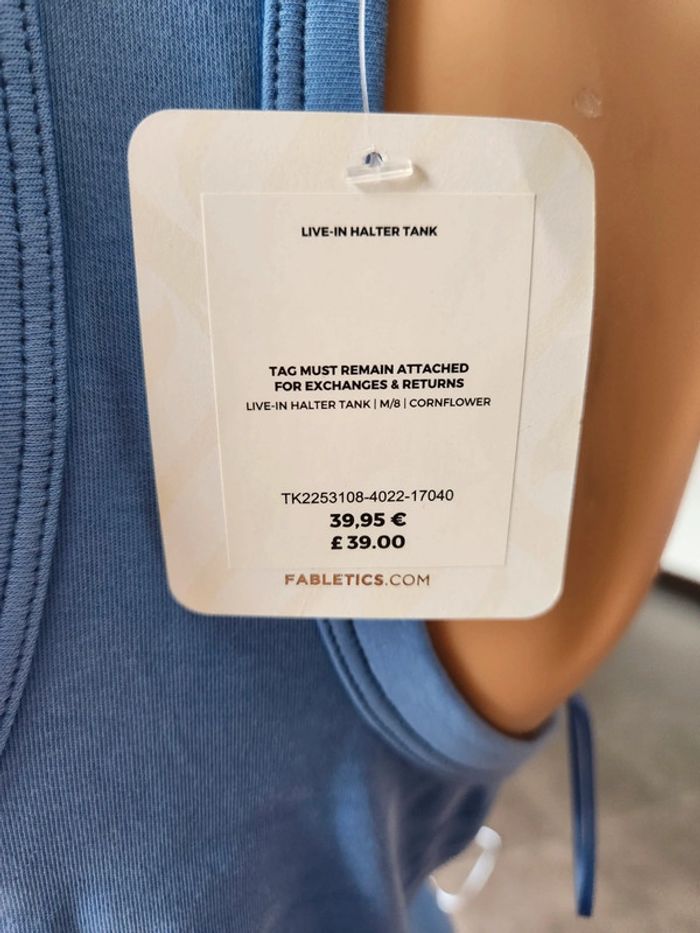 LIVE-IN HALTER TANK
TAG MUST REMAIN ATTACHED
FOR EXCHANGES & RETURNS
LIVE-IN HALTER TANK | M/8 | CORNFLOWER
TK2253108-4022-17040
39,95 €
£ 39.00
FABLETICS.COM